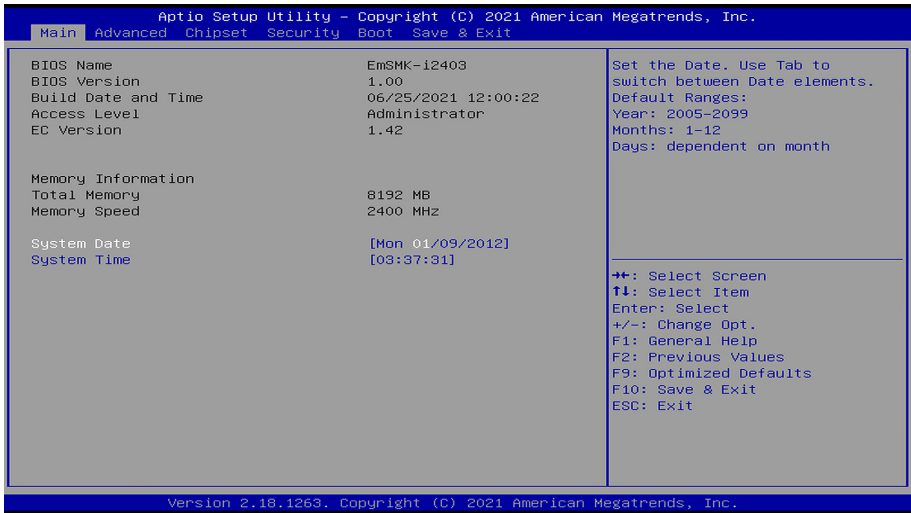 Aptio Setup Utility – Copyright (C) 2021 American Megatrends, Inc.
Main Advanced Chipset Security Boot Save & Exit
BIOS Name EmSMK-i2403
BIOS Version 1.00
Build Date and Time 06/25/2021 12:00:22
Access Level Administrator
EC Version 1.42
Memory Information
Total Memory 8192 MB
Memory Speed 2400 MHz
System Date [Mon 01/09/2012]
System Time [03:37:31]
Set the Date. Use Tab to
switch between Date elements.
Default Ranges:
Year: 2005-2099
Months: 1-12
Days: dependent on month
→←: Select Screen
↑↓: Select Item
Enter: Select
+/-: Change Opt.
F1: General Help
F2: Previous Values
F9: Optimized Defaults
F10: Save & Exit
ESC: Exit
Version 2.18.1263. Copyright (C) 2021 American Megatrends, Inc.